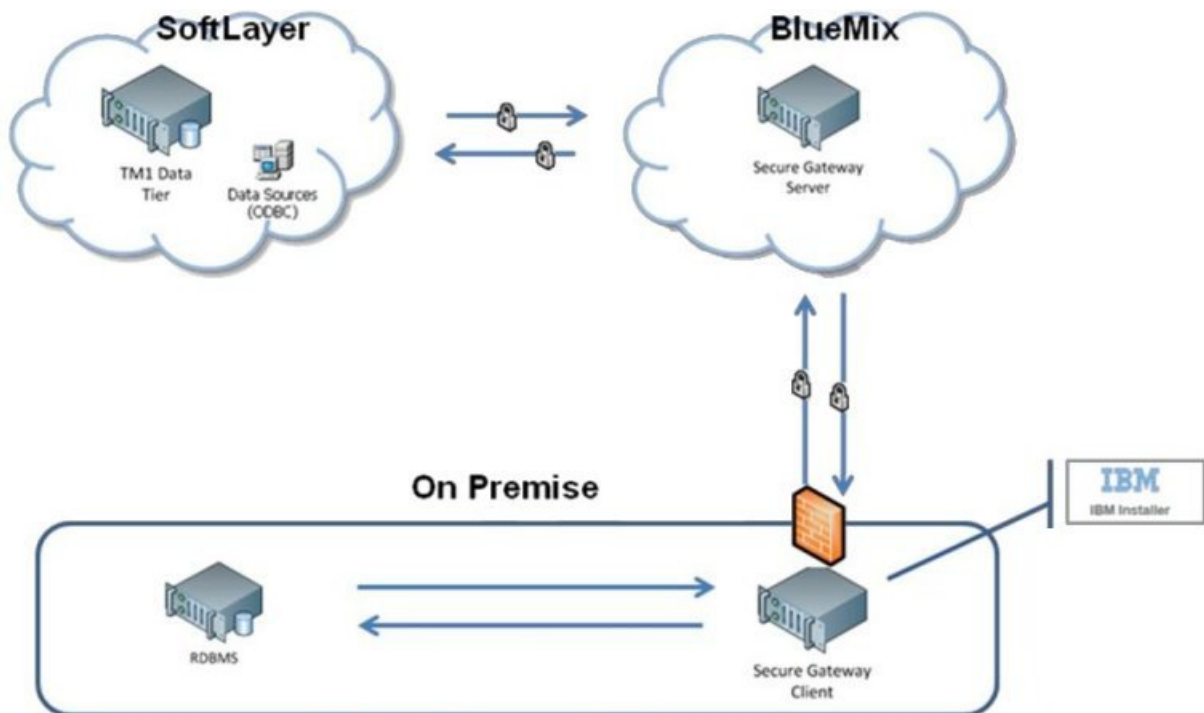 SoftLayer
BlueMix
TM1 Data
Tier
Data Sources
(ODBC)
Secure Gateway
Server
On Premise
IBM
IBM Installer
RDBMS
Secure Gateway
Client